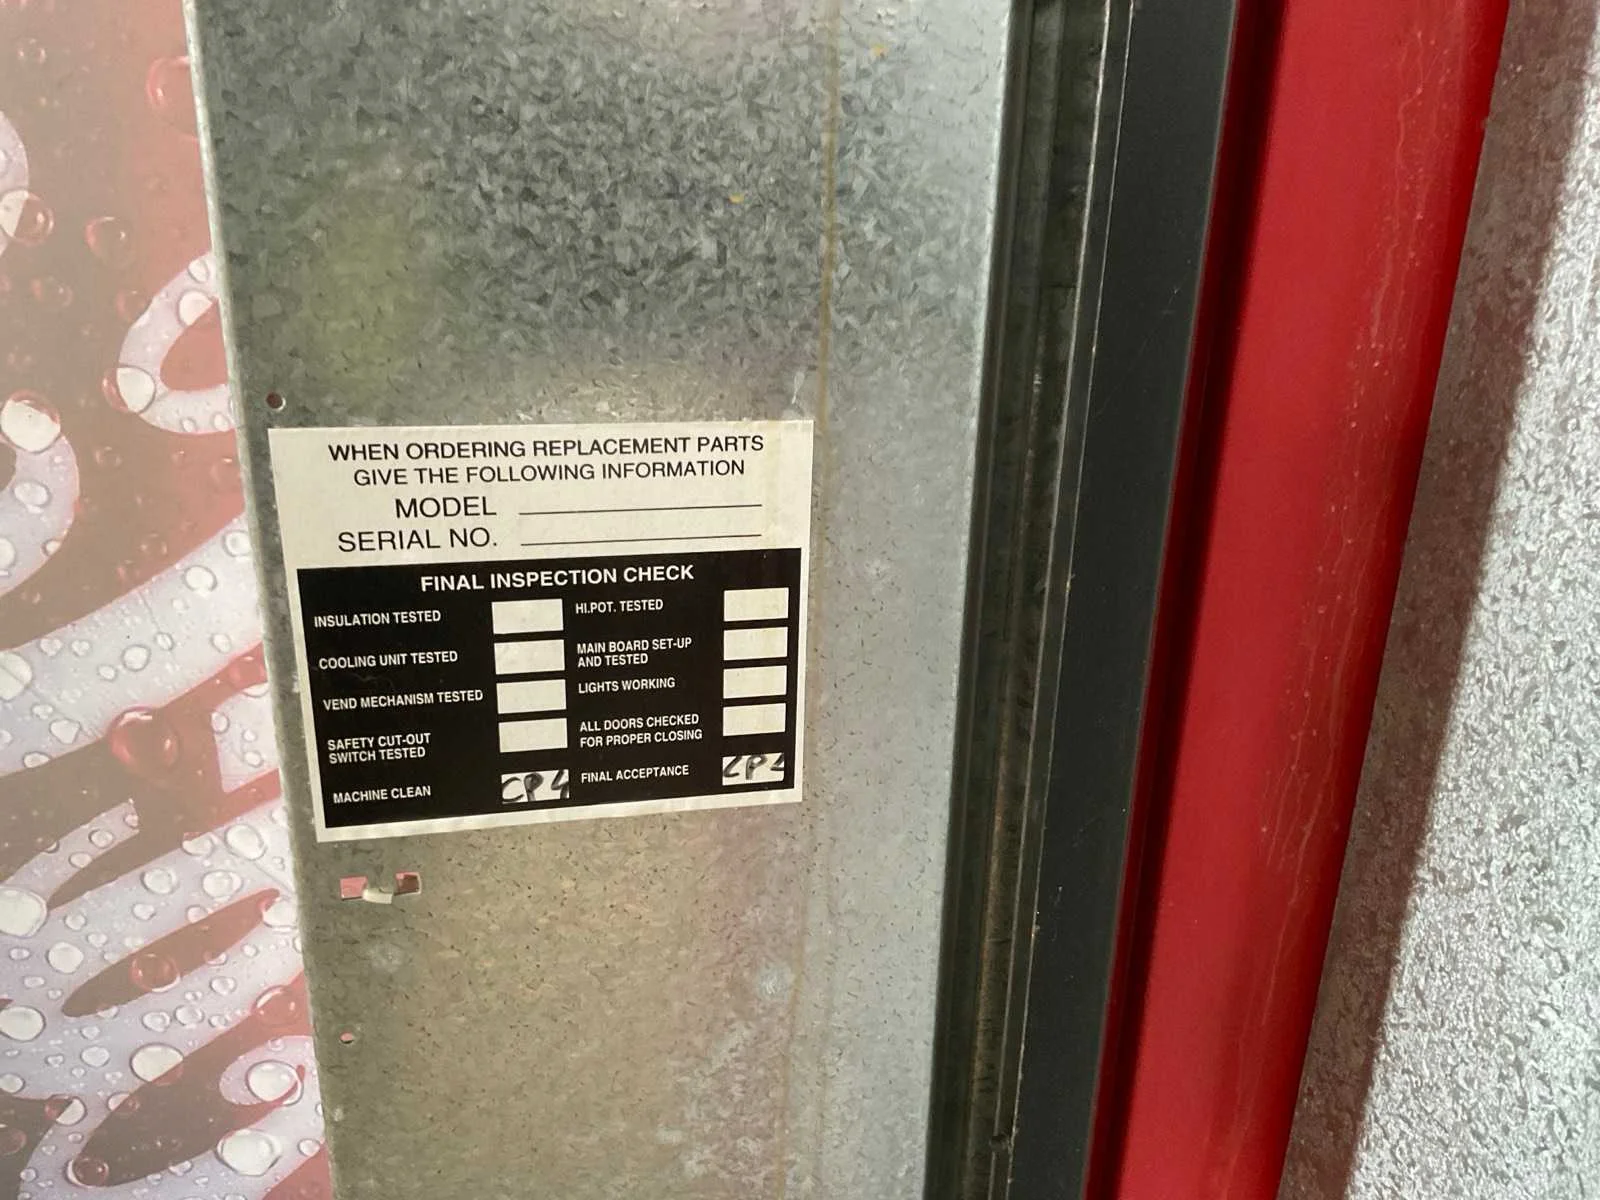 WHEN ORDERING REPLACEMENT PARTS
GIVE THE FOLLOWING INFORMATION
MODEL
SERIAL NO.
FINAL INSPECTION CHECK
INSULATION TESTED
HI.POT. TESTED
COOLING UNIT TESTED
MAIN BOARD SET-UP
AND TESTED
VEND MECHANISM TESTED
LIGHTS WORKING
SAFETY CUT-OUT
SWITCH TESTED
ALL DOORS CHECKED
FOR PROPER CLOSING
MACHINE CLEAN
FINAL ACCEPTANCE